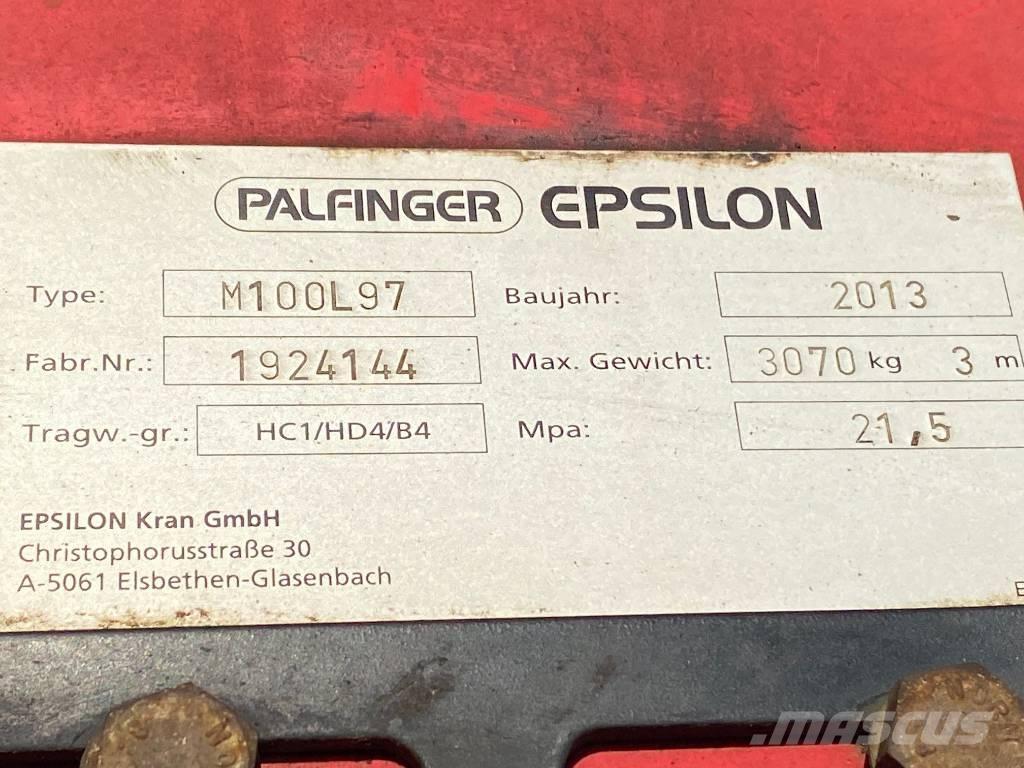 PALFINGER EPSILON
Type: M100L97 Baujahr: 2013
Fabr.Nr.: 1924144 Max. Gewicht: 3070 kg 3 m
Tragw.-gr.: HC1/HD4/B4 Mpa: 21,5
EPSILON Kran GmbH
Christophorusstraße 30
A-5061 Elsbethen-Glasenbach
MASCUS